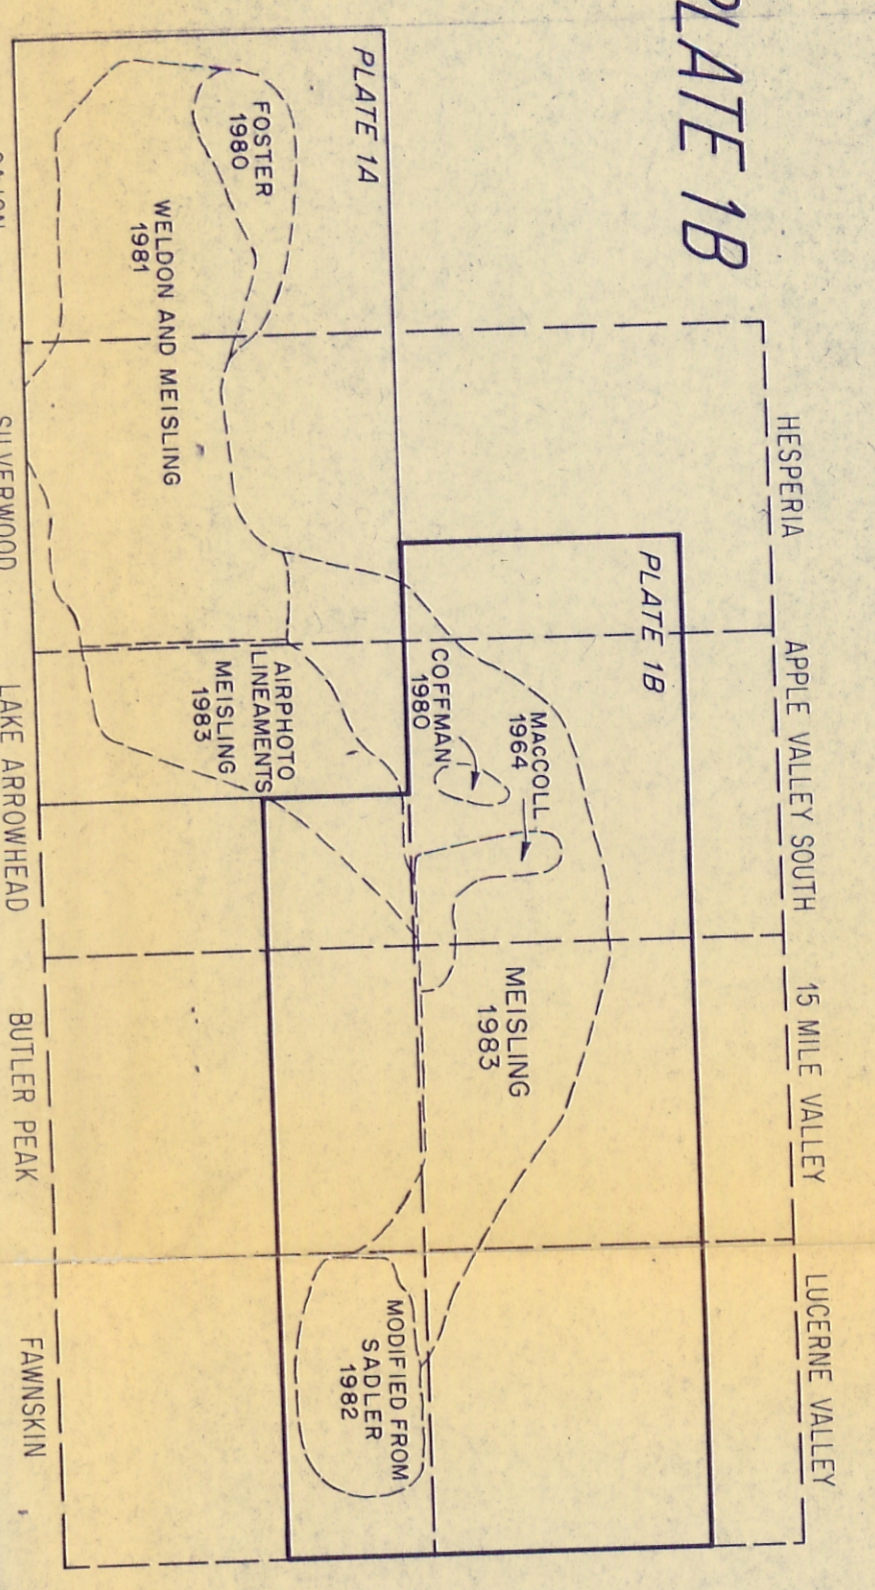 PLATE 1B
HESPERIA
APPLE VALLEY SOUTH
15 MILE VALLEY
LUCERNE VALLEY
PLATE 1A
PLATE 1B
FOSTER
1980
WELDON AND MEISLING
1981
MACCOLL
1964
COFFMAN
1980
AIRPHOTO
LINEAMENTS
MEISLING
1983
MEISLING
1983
MODIFIED FROM
SADLER
1982
SILVERWOOD
LAKE ARROWHEAD
BUTLER PEAK
FAWNSKIN